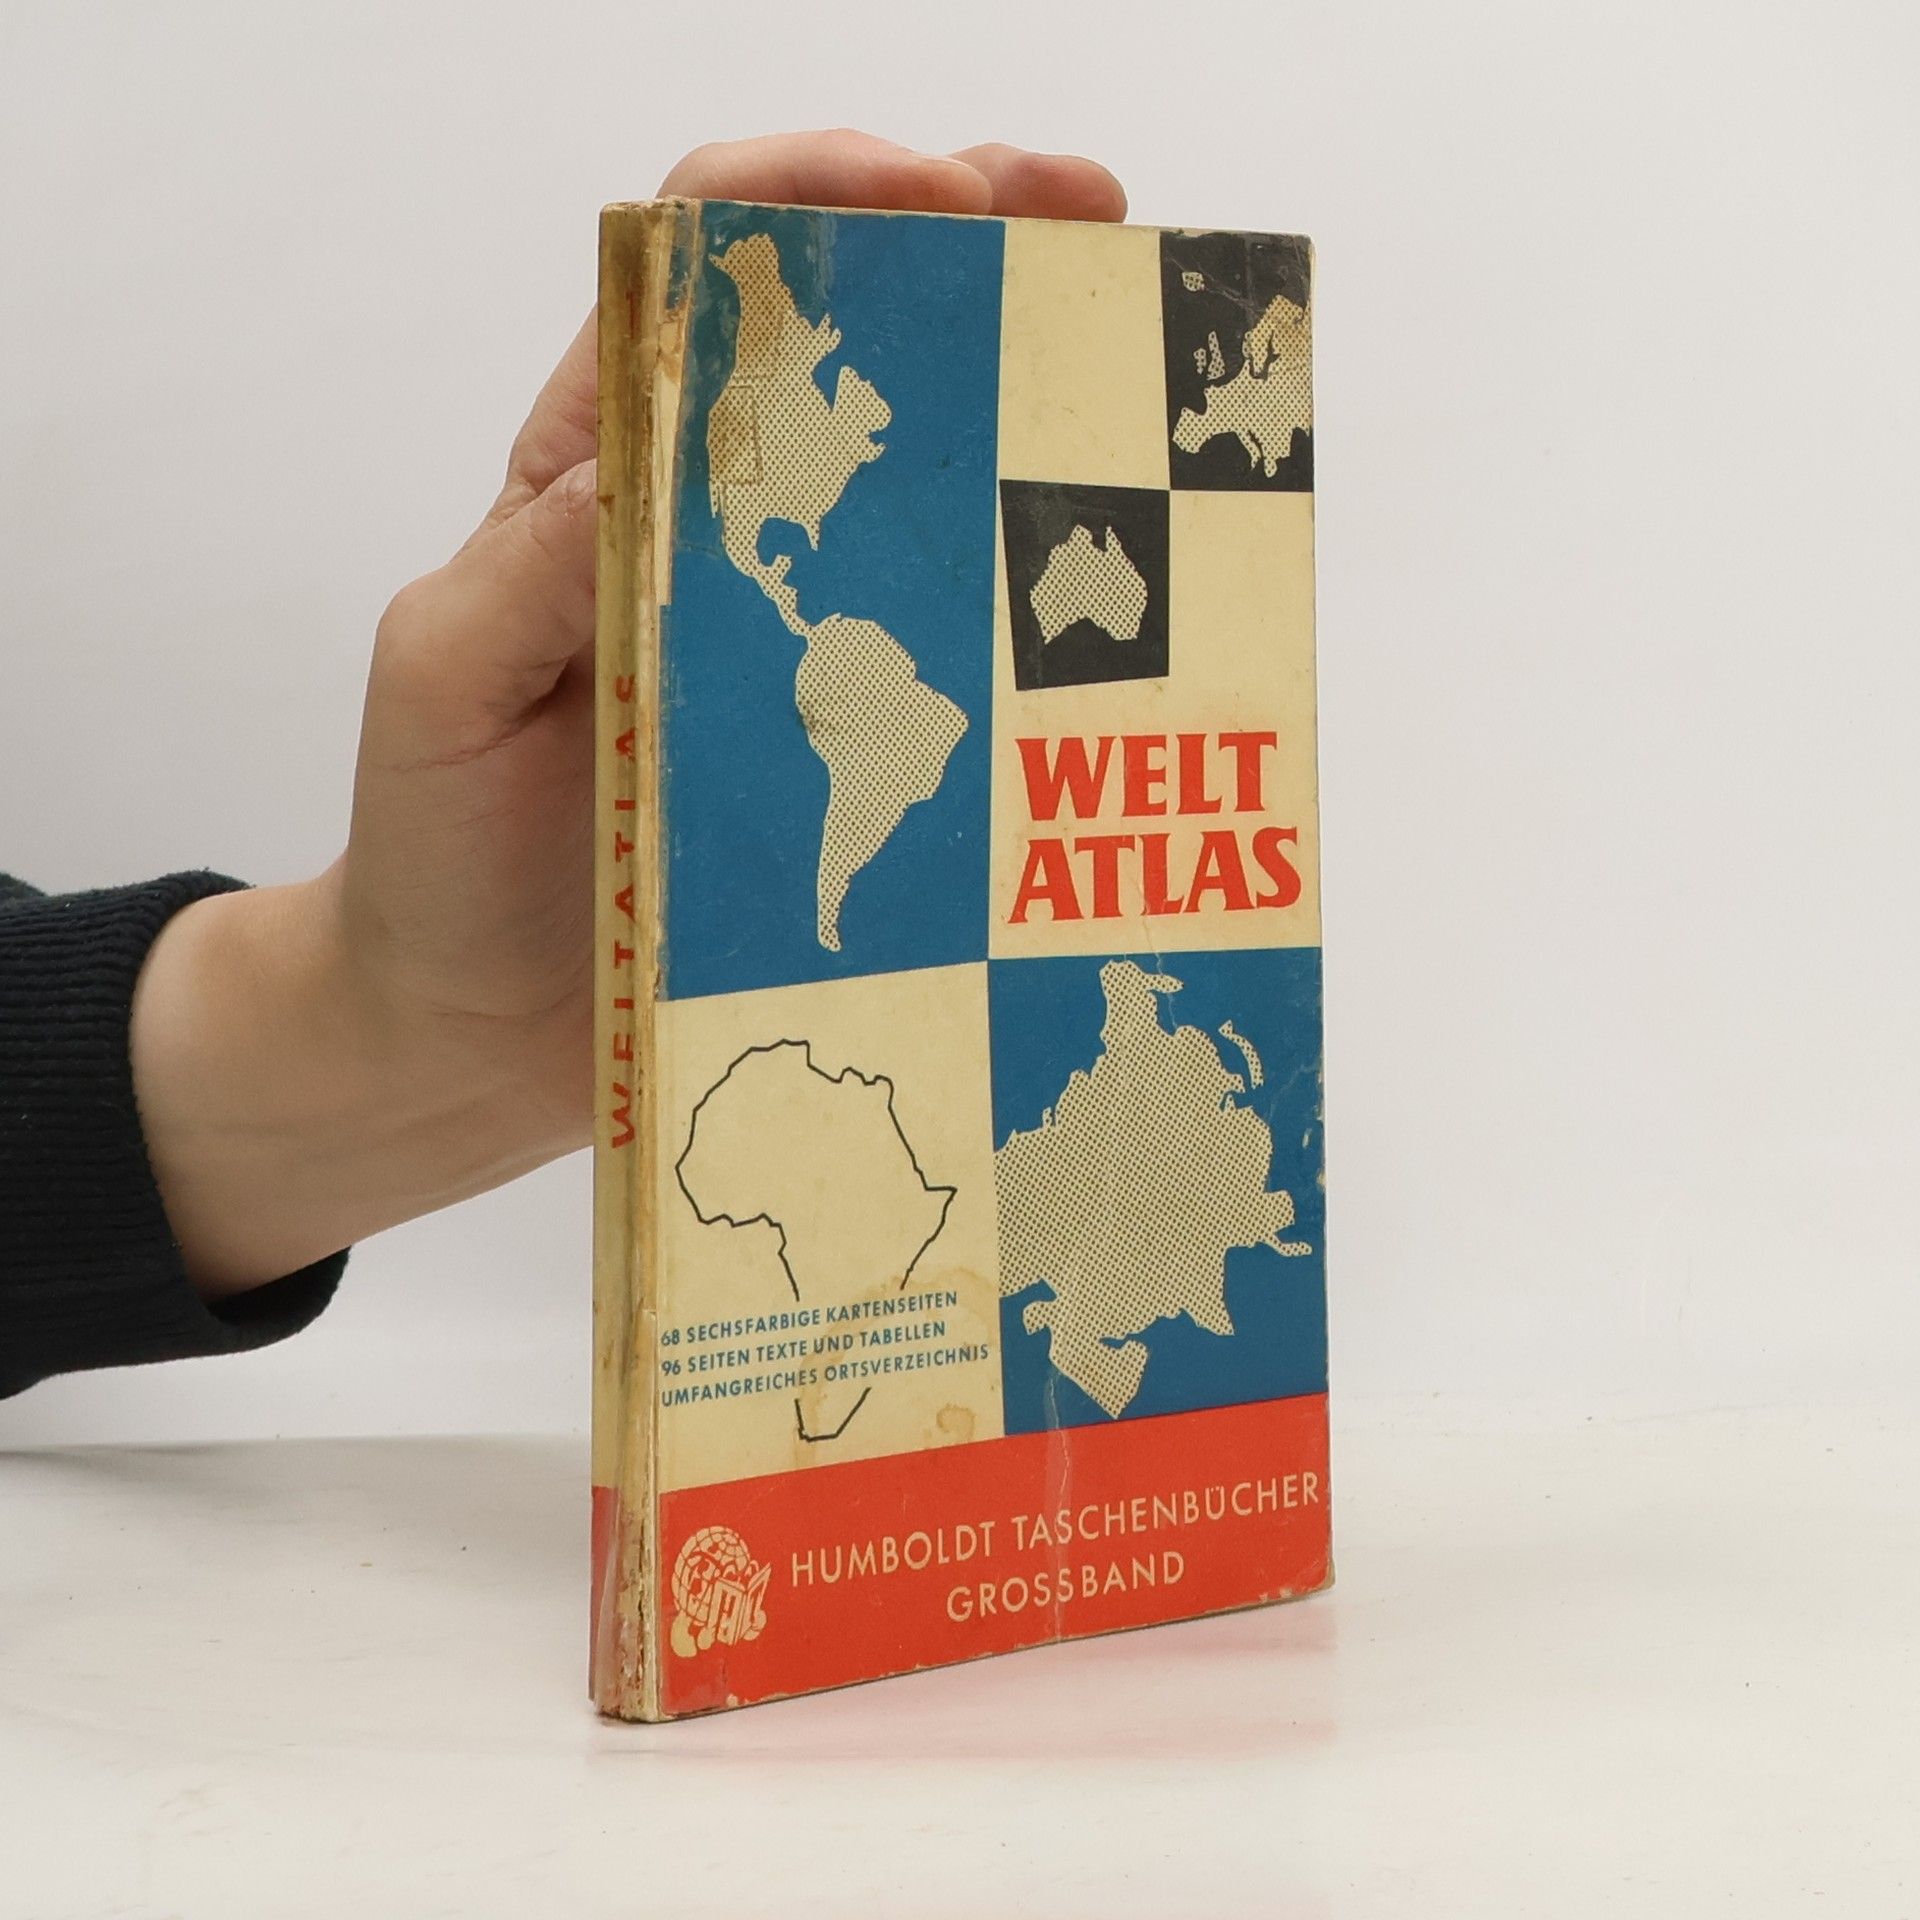 WELTATLAS
WELT
ATLAS
68 SECHSFARBIGE KARTENSEITEN
96 SEITEN TEXTE UND TABELLEN
UMFANGREICHES ORTSVERZEICHNIS
HUMBOLDT TASCHENBÜCHER
GROSSBAND